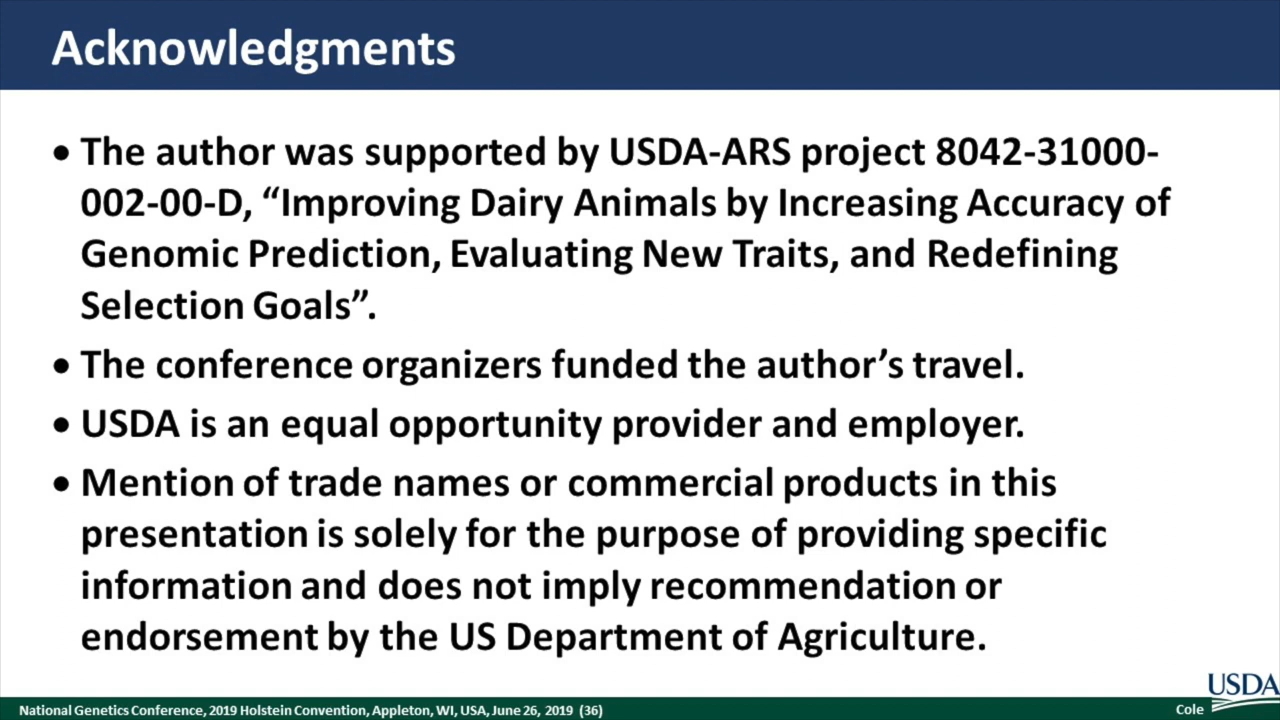 Acknowledgments
• The author was supported by USDA-ARS project 8042-31000-
002-00-D, “Improving Dairy Animals by Increasing Accuracy of
Genomic Prediction, Evaluating New Traits, and Redefining
Selection Goals”.
• The conference organizers funded the author’s travel.
• USDA is an equal opportunity provider and employer.
• Mention of trade names or commercial products in this
presentation is solely for the purpose of providing specific
information and does not imply recommendation or
endorsement by the US Department of Agriculture.
National Genetics Conference, 2019 Holstein Convention, Appleton, WI, USA, June 26, 2019 (36)
Cole
USDA